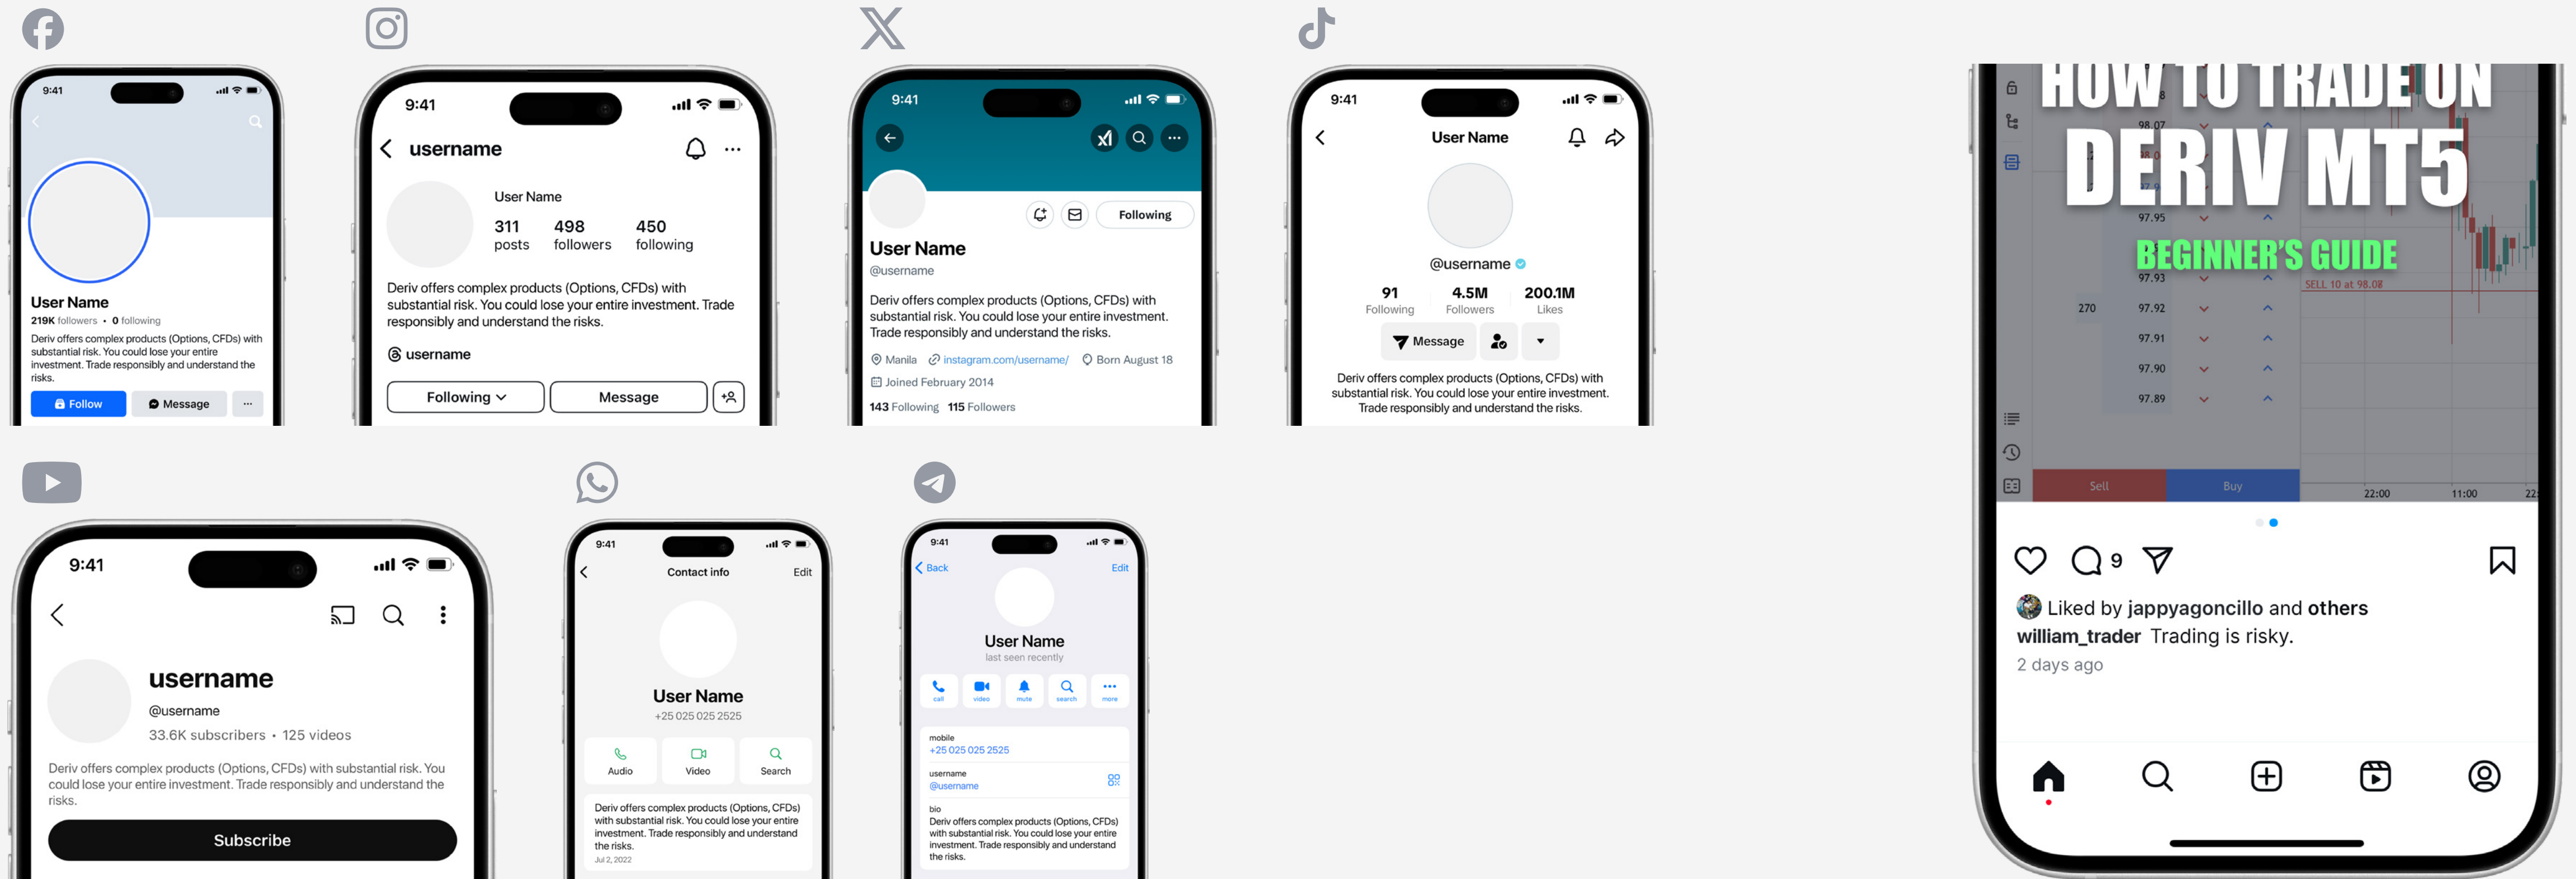 9:41
User Name
219K followers • 0 following
Deriv offers complex products (Options, CFDs) with
substantial risk. You could lose your entire
investment. Trade responsibly and understand the
risks.
Follow
Message
9:41
username
User Name
311 498 450
posts followers following
Deriv offers complex products (Options, CFDs) with
substantial risk. You could lose your entire investment. Trade
responsibly and understand the risks.
username
Following
Message
9:41
Following
User Name
@username
Deriv offers complex products (Options, CFDs) with
substantial risk. You could lose your entire investment.
Trade responsibly and understand the risks.
Manila instagram.com/username/ Born August 18
Joined February 2014
143 Following 115 Followers
9:41
User Name
@username
91 4.5M 200.1M
Following Followers Likes
Message
Deriv offers complex products (Options, CFDs) with
substantial risk. You could lose your entire investment.
Trade responsibly and understand the risks.
9:41
username
@username
33.6K subscribers • 125 videos
Deriv offers complex products (Options, CFDs) with substantial risk. You
could lose your entire investment. Trade responsibly and understand the
risks.
Subscribe
9:41
Contact info
Edit
User Name
+25 025 025 2525
Audio Video Search
Deriv offers complex products (Options, CFDs)
with substantial risk. You could lose your entire
investment. Trade responsibly and understand
the risks.
Jul 2, 2022
9:41
Back
Edit
User Name
last seen recently
call video mute search more
mobile
+25 025 025 2525
username
@username
bio
Deriv offers complex products (Options, CFDs)
with substantial risk. You could lose your entire
investment. Trade responsibly and understand
the risks.
HOW TO TRADE ON
98.07
DERIV MT5
97.95
BEGINNER'S GUIDE
97.93
SELL 10 at 98.08
270 97.92
97.91
97.90
97.89
Sell Buy
22:00 11:00 22:
9
Liked by jappyagoncillo and others
william_trader Trading is risky.
2 days ago